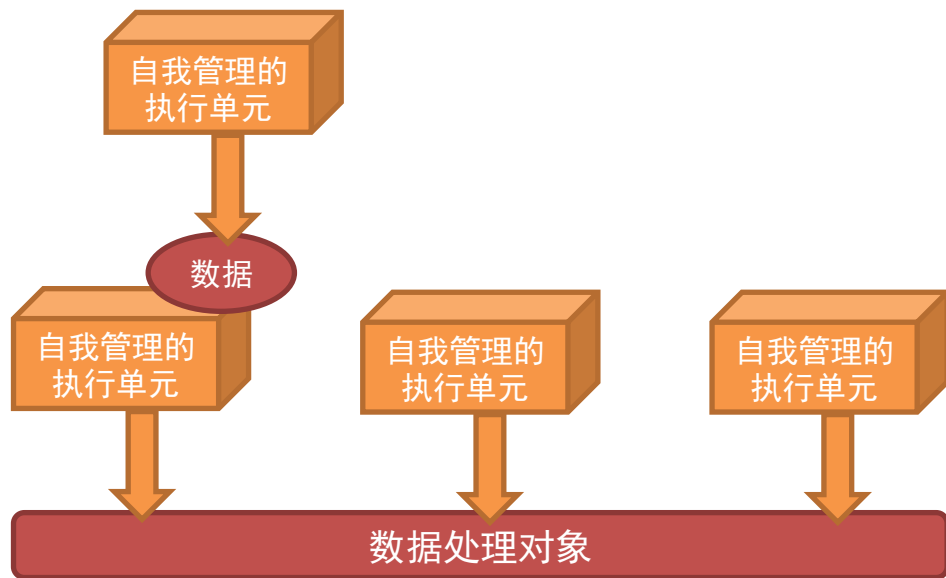 自我管理的
执行单元
数据
自我管理的
执行单元
自我管理的
执行单元
自我管理的
执行单元
数据处理对象